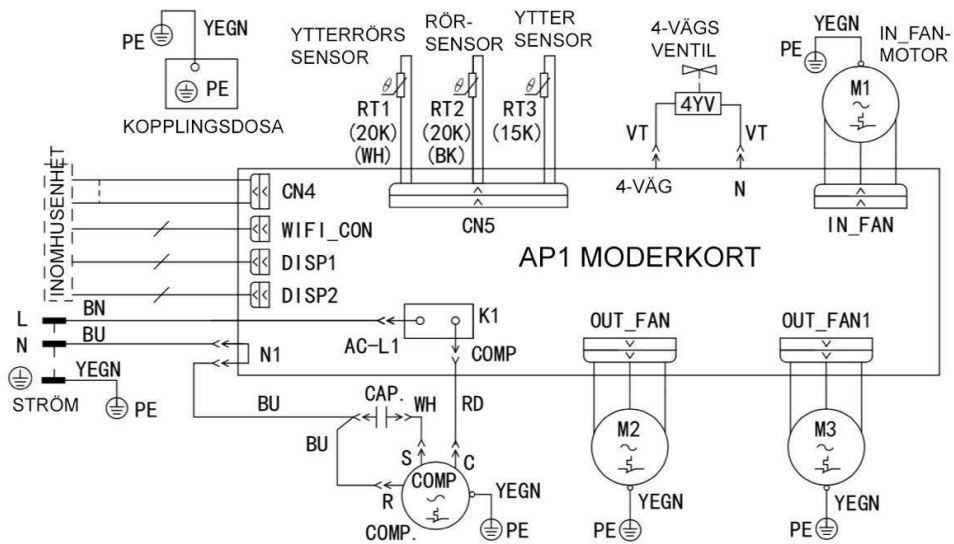 PE
YEGN
PE
KOPPLINGSDOSA
YTTERRÖRS
SENSOR
RÖR-
SENSOR
YTTER
SENSOR
RT1
(20K)
(WH)
RT2
(20K)
(BK)
RT3
(15K)
4-VÄGS
VENTIL
4YV
VT
VT
4-VÄG
N
YEGN
PE
IN_FAN-
MOTOR
M1
IN_FAN
INOMHUSENHET
CN4
WIFI_CON
DISP1
DISP2
CN5
AP1 MODERKORT
L
BN
N
BU
YEGN
STRÖM
PE
AC-L1
K1
COMP
N1
OUT_FAN
OUT_FAN1
BU
CAP.
WH
RD
BU
S
C
R
COMP
COMP.
YEGN
PE
M2
YEGN
PE
M3
YEGN
PE